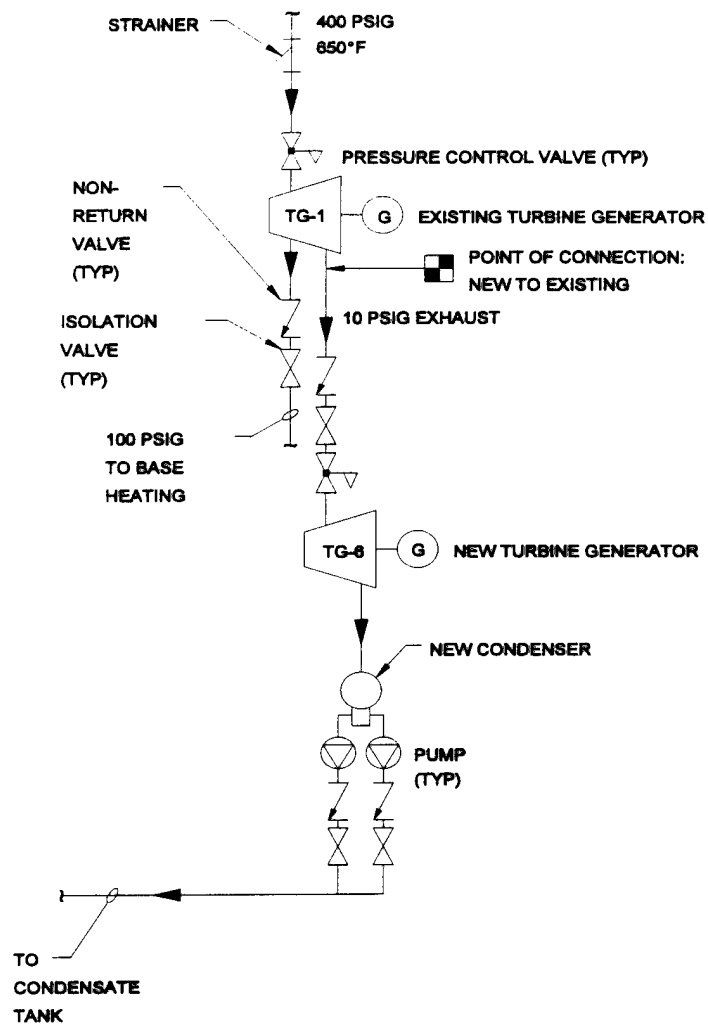 STRAINER
400 PSIG
650°F
PRESSURE CONTROL VALVE (TYP)
NON-
RETURN
VALVE
(TYP)
TG-1
G
EXISTING TURBINE GENERATOR
POINT OF CONNECTION:
NEW TO EXISTING
10 PSIG EXHAUST
ISOLATION
VALVE
(TYP)
100 PSIG
TO BASE
HEATING
TG-6
G
NEW TURBINE GENERATOR
NEW CONDENSER
PUMP
(TYP)
TO
CONDENSATE
TANK